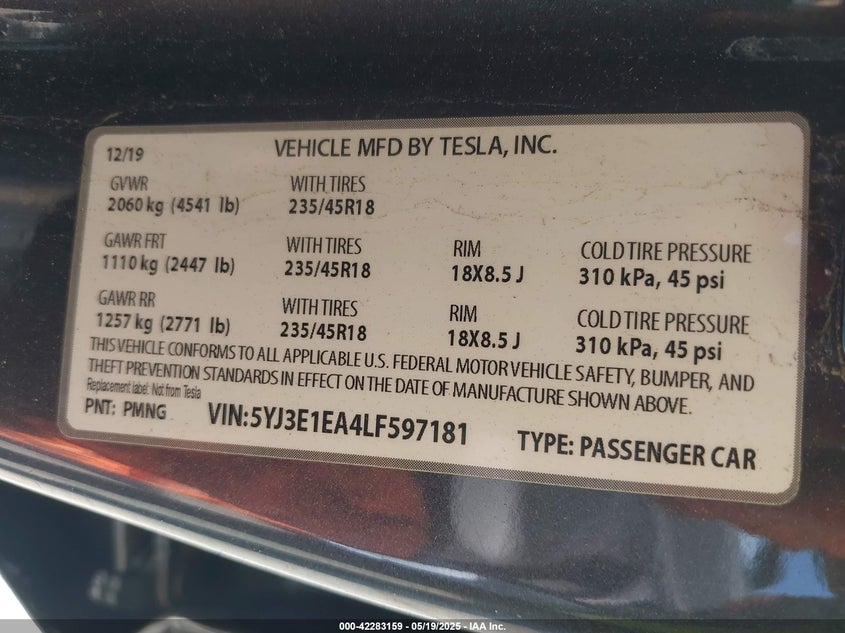 12/19 VEHICLE MFD BY TESLA, INC.
GVWR WITH TIRES
2060 kg (4541 lb) 235/45R18
GAWR FRT WITH TIRES RIM COLD TIRE PRESSURE
1110 kg (2447 lb) 235/45R18 18X8.5 J 310 kPa, 45 psi
GAWR RR WITH TIRES RIM COLD TIRE PRESSURE
1257 kg (2771 lb) 235/45R18 18X8.5 J 310 kPa, 45 psi
THIS VEHICLE CONFORMS TO ALL APPLICABLE U.S. FEDERAL MOTOR VEHICLE SAFETY, BUMPER, AND
THEFT PREVENTION STANDARDS IN EFFECT ON THE DATE OF MANUFACTURE SHOWN ABOVE.
Replacement label. Not from Tesla
PNT: PMNG VIN:5YJ3E1EA4LF597181 TYPE: PASSENGER CAR
000-42283159 - 05/19/2025 - IAA Inc.